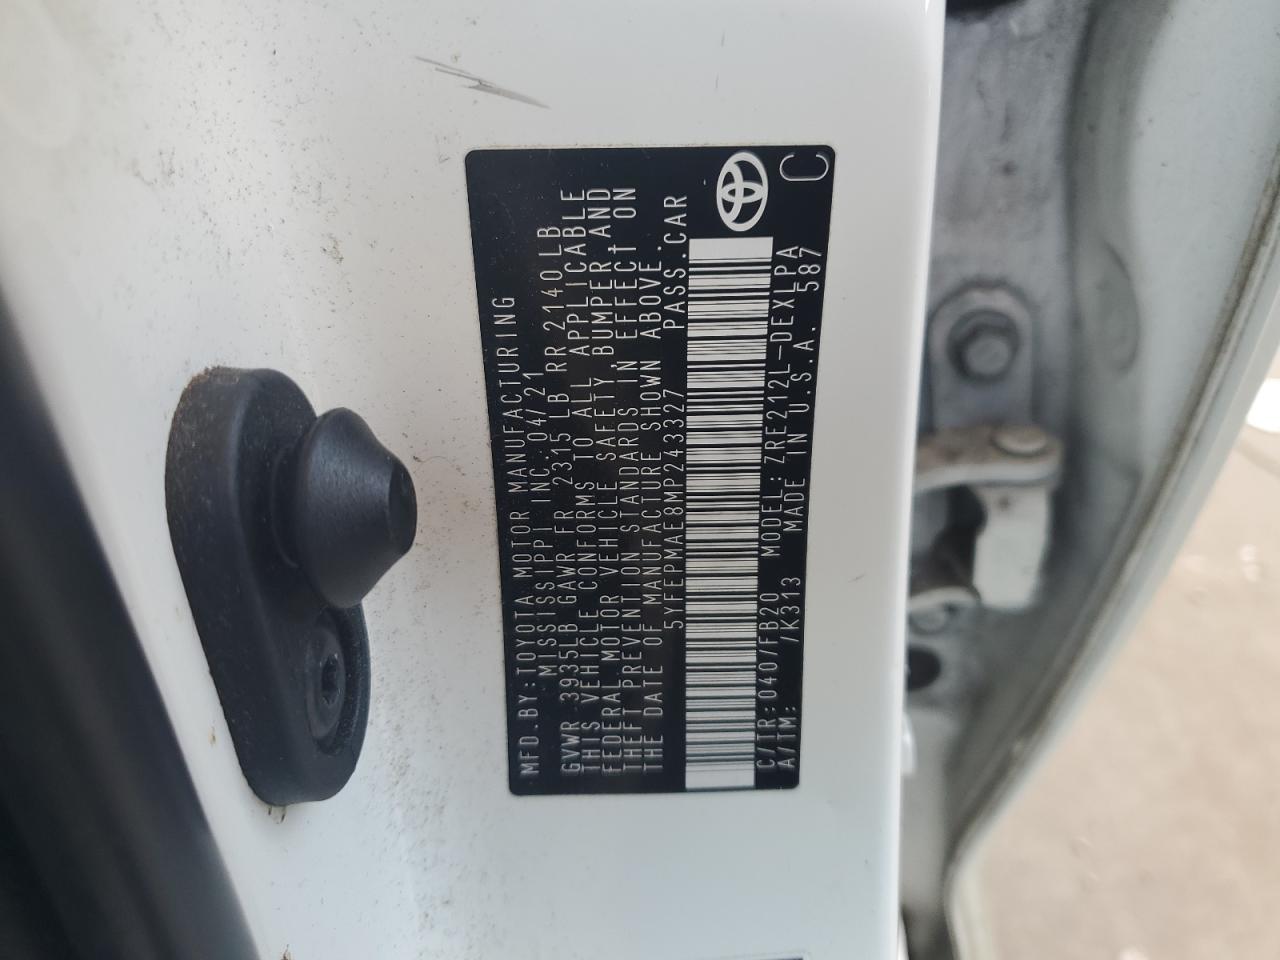 MFD.BY:TOYOTA MOTOR MANUFACTURING
MISSISSIPPI INC. 04/21
GVWR 3935LB GAWR FR 2315 LB RR 2140 LB
THIS VEHICLE CONFORMS TO ALL APPLICABLE
FEDERAL MOTOR VEHICLE SAFETY, BUMPER, AND
THEFT PREVENTION STANDARDS IN EFFECT ON
THE DATE OF MANUFACTURE SHOWN ABOVE.
5YFEPMAE8MP243327 PASS.CAR
C/TR:040/FB20 MODEL:ZRE212L-DEXLPA
A/TM: /K313 MADE IN U.S.A. 587
C